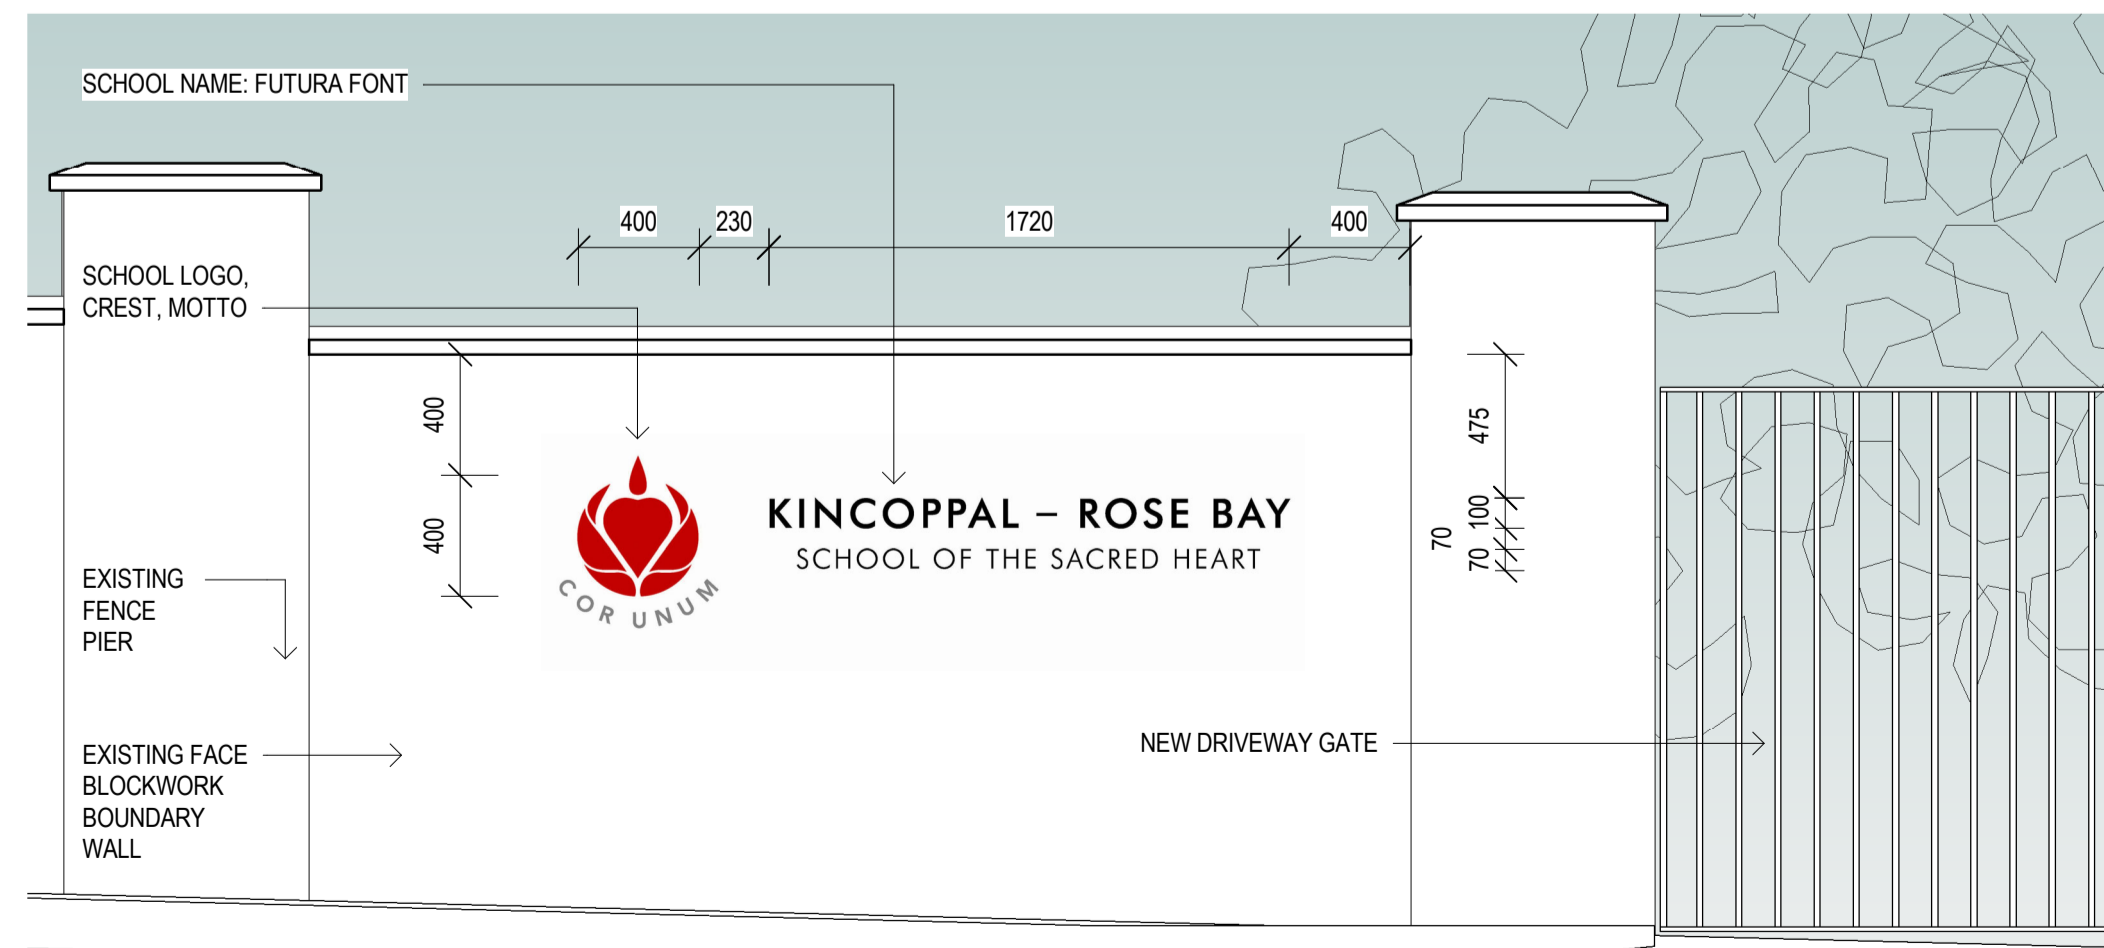 SCHOOL NAME: FUTURA FONT
400
230
1720
400
SCHOOL LOGO,
CREST, MOTTO
400
400
475
100
70
70
KINCOPPAL – ROSE BAY
SCHOOL OF THE SACRED HEART
COR UNUM
EXISTING
FENCE
PIER
EXISTING FACE
BLOCKWORK
BOUNDARY
WALL
NEW DRIVEWAY GATE